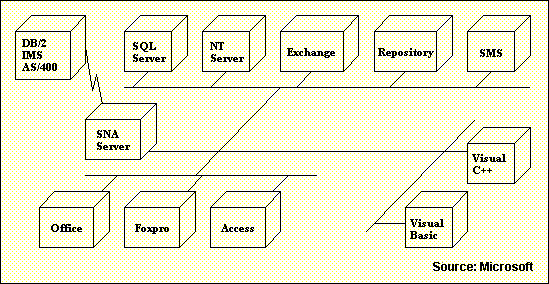 DB/2
IMS
AS/400
SQL
Server
NT
Server
Exchange
Repository
SMS
SNA
Server
Visual
C++
Office
Foxpro
Access
Visual
Basic
Source: Microsoft